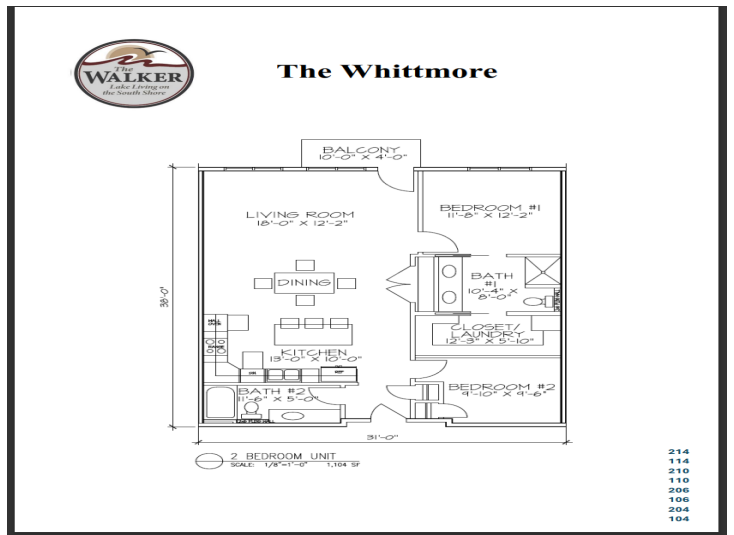 The
WALKER
Lake Living on
the South Shore
The Whittmore
BALCONY
10'-0" X 4'-0"
LIVING ROOM
18'-0" X 12'-2"
BEDROOM #1
11'-8" X 12'-2"
DINING
BATH
#1
10'-4" X
8'-0"
38'-0"
CLOSET/
LAUNDRY
12'-3" X 5'-10"
KITCHEN
13'-0" X 10'-0"
BEDROOM #2
9'-10" X 9'-6"
BATH #2
11'-6" X 5'-0"
31'-0"
2 BEDROOM UNIT
SCALE: 1/8"=1'-0" 1,104 SF
214
114
210
110
206
106
204
104